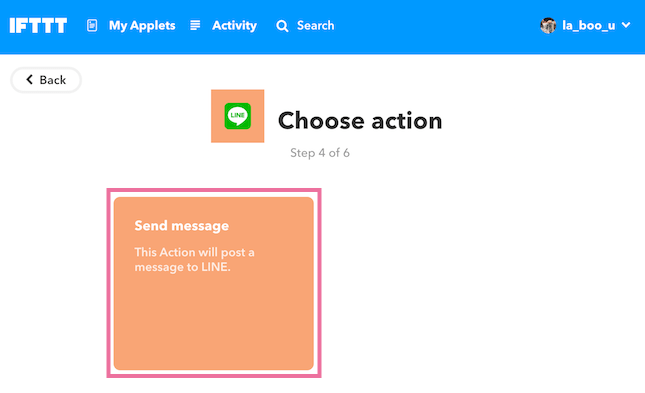 IFTTT My Applets Activity Search la_boo_u
Back
LINE
Choose action
Step 4 of 6
Send message
This Action will post a
message to LINE.